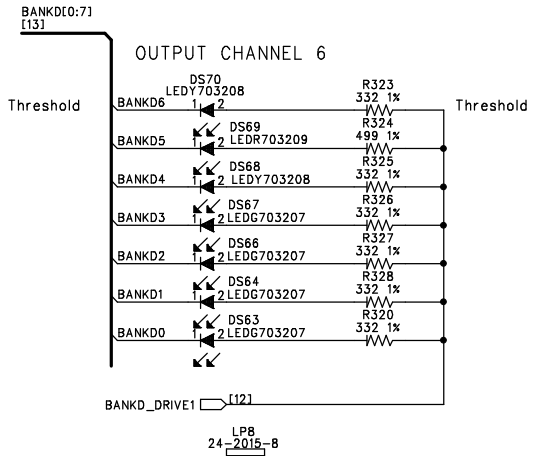 BANKD[0:7]
[13]
OUTPUT CHANNEL 6
Threshold
Threshold
DS70
LEDY703208
BANKD6 1 2
R323
332 1%
DS69
BANKD5 1 2 LEDR703209
R324
499 1%
DS68
BANKD4 1 2 LEDY703208
R325
332 1%
DS67
BANKD3 1 2 LEDG703207
R326
332 1%
DS66
BANKD2 1 2 LEDG703207
R327
332 1%
DS64
BANKD1 1 2 LEDG703207
R328
332 1%
DS63
BANKD0 1 2 LEDG703207
R320
332 1%
BANKD_DRIVE1 [12]
LP8
24-2015-8